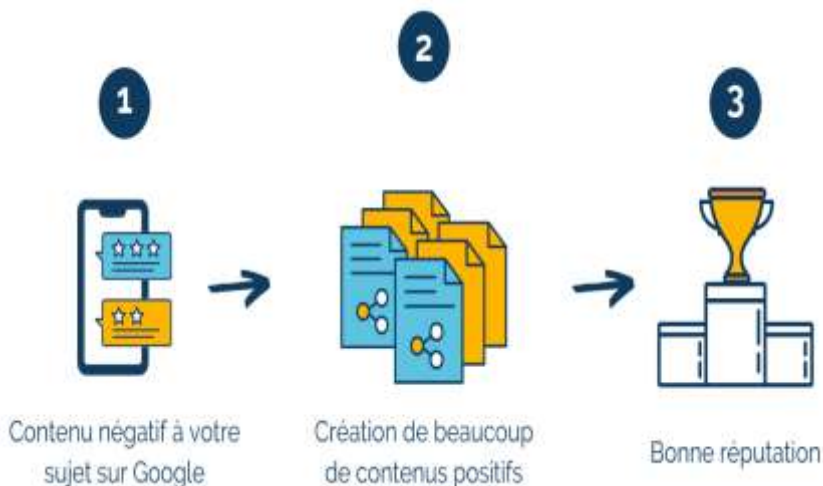 1
2
3
Contenu négatif à votre
sujet sur Google
Création de beaucoup
de contenus positifs
Bonne réputation